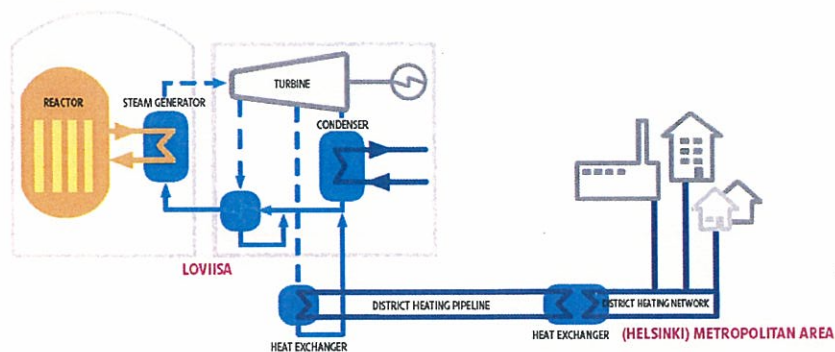 TURBINE
REACTOR
STEAM GENERATOR
CONDENSER
LOVIISA
DISTRICT HEATING PIPELINE
DISTRICT HEATING NETWORK
HEAT EXCHANGER
HEAT EXCHANGER
(HELSINKI) METROPOLITAN AREA